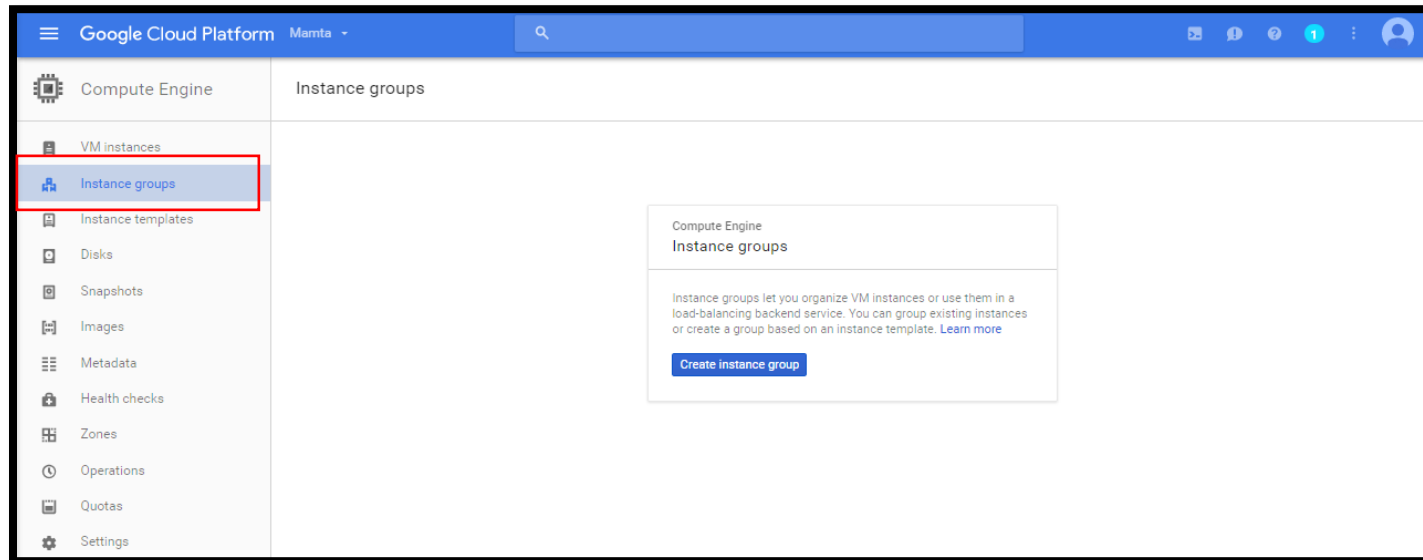 Google Cloud Platform Mamta
1
Compute Engine
Instance groups
VM instances
Instance groups
Instance templates
Disks
Snapshots
Images
Metadata
Health checks
Zones
Operations
Quotas
Settings
Compute Engine
Instance groups
Instance groups let you organize VM instances or use them in a
load-balancing backend service. You can group existing instances
or create a group based on an instance template. Learn more
Create instance group